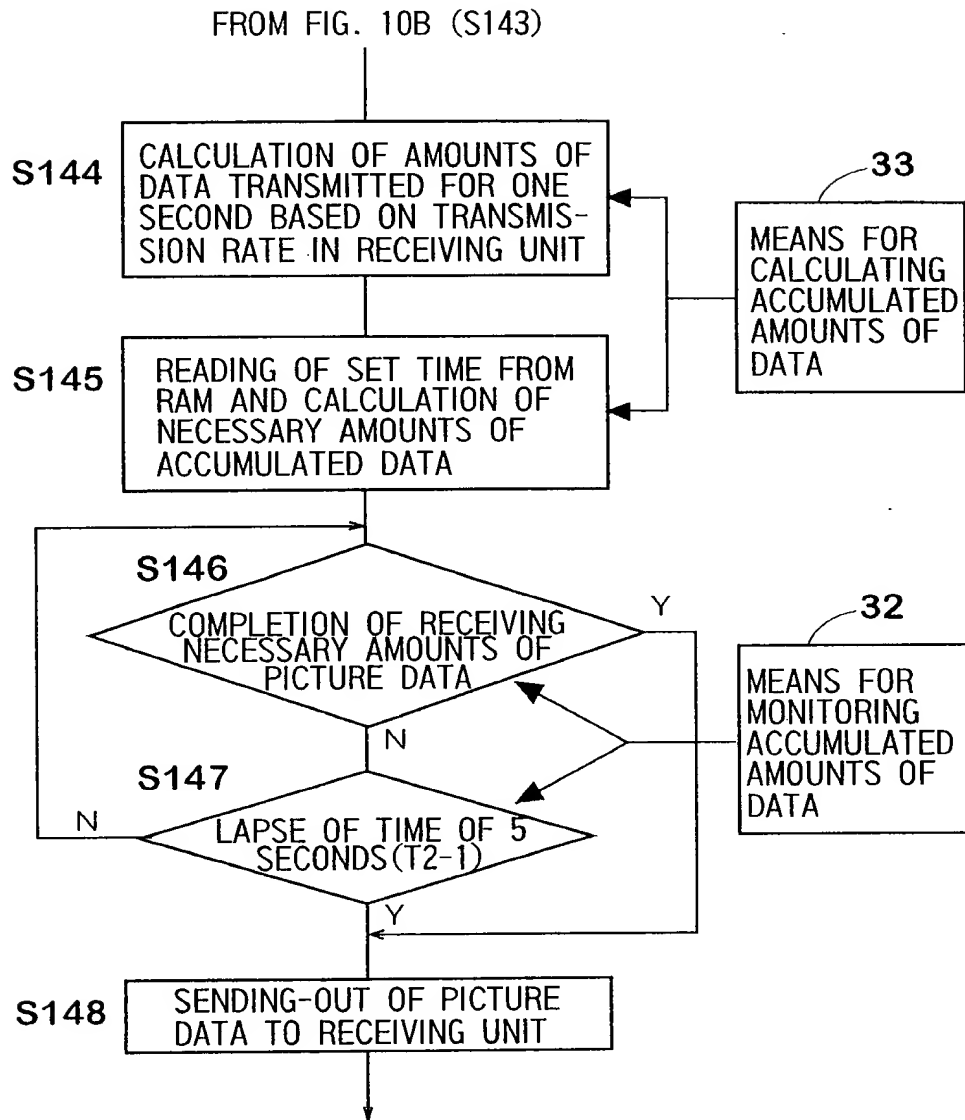 FROM FIG. 10B (S143)
S144
CALCULATION OF AMOUNTS OF
DATA TRANSMITTED FOR ONE
SECOND BASED ON TRANSMIS-
SION RATE IN RECEIVING UNIT
33
MEANS FOR
CALCULATING
ACCUMULATED
AMOUNTS OF
DATA
S145
READING OF SET TIME FROM
RAM AND CALCULATION OF
NECESSARY AMOUNTS OF
ACCUMULATED DATA
S146
COMPLETION OF RECEIVING
NECESSARY AMOUNTS OF
PICTURE DATA
Y
N
32
MEANS FOR
MONITORING
ACCUMULATED
AMOUNTS OF
DATA
S147
N
LAPSE OF TIME OF 5
SECONDS(T2-1)
Y
S148
SENDING-OUT OF PICTURE
DATA TO RECEIVING UNIT